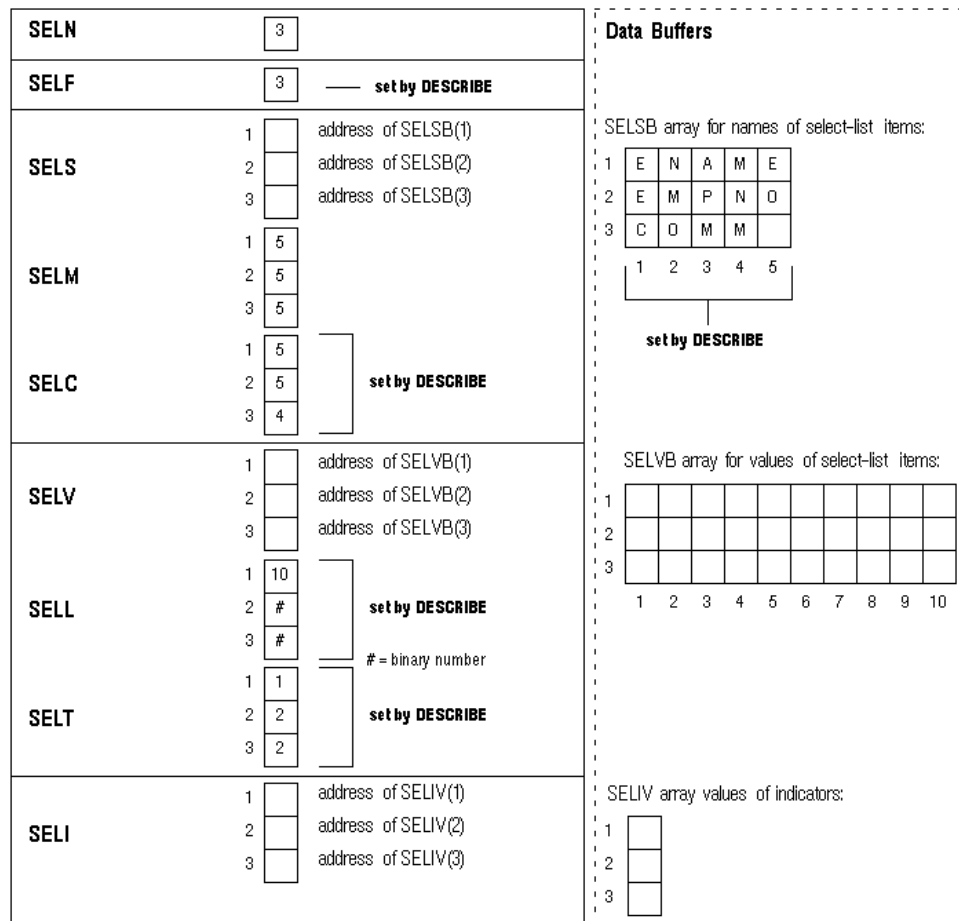 SELN 3
SELF 3 set by DESCRIBE
SELS
1 address of SELSB(1)
2 address of SELSB(2)
3 address of SELSB(3)
SELM
1 5
2 5
3 5
SELC
1 5
2 5
3 4
set by DESCRIBE
SELV
1 address of SELVB(1)
2 address of SELVB(2)
3 address of SELVB(3)
SELL
1 10
2 #
3 #
set by DESCRIBE
# = binary number
SELT
1 1
2 2
3 2
set by DESCRIBE
SELI
1 address of SELIV(1)
2 address of SELIV(2)
3 address of SELIV(3)
Data Buffers
SELSB array for names of select-list items:
1 E N A M E
2 E M P N O
3 C O M M
1 2 3 4 5
set by DESCRIBE
SELVB array for values of select-list items:
1
2
3
1 2 3 4 5 6 7 8 9 10
SELIV array values of indicators:
1
2
3